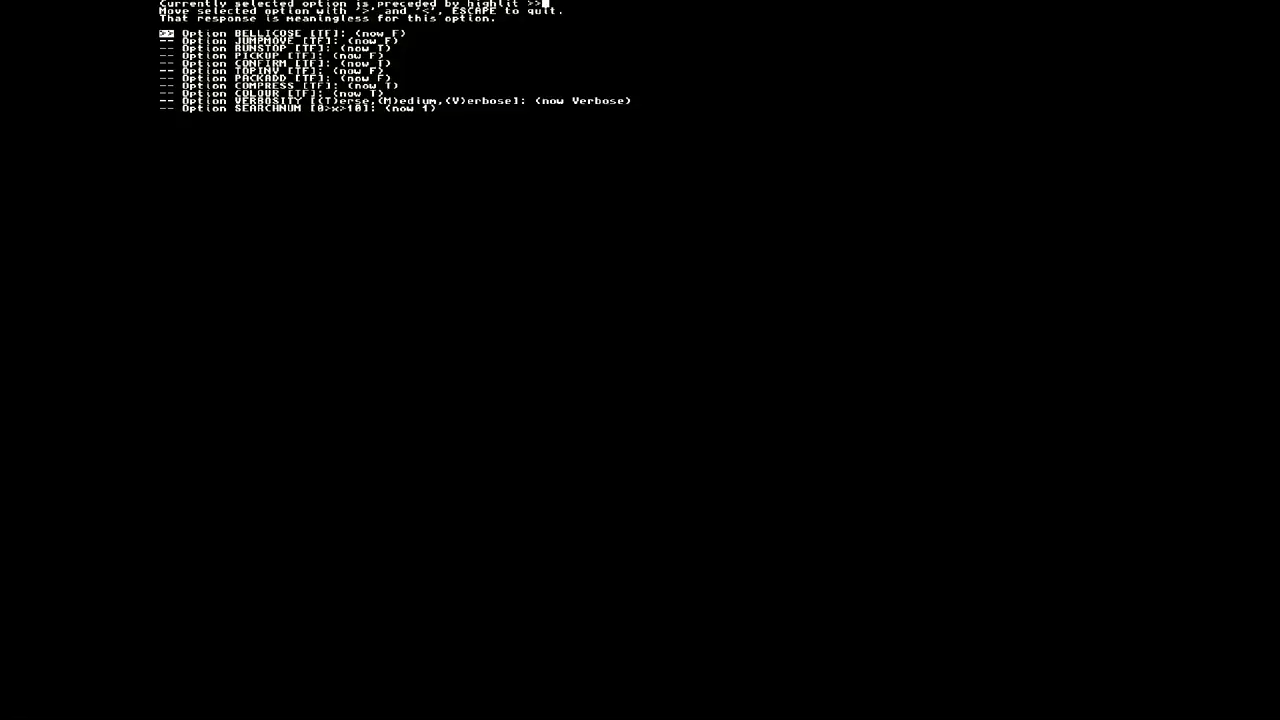 Currently selected option is preceded by highlit >>
Move selected option with '>' and '<', ESCAPE to quit.
That response is meaningless for this option.
>> Option BELLICOSE [TF]: (now F)
-- Option JUMPMOVE [TF]: (now F)
-- Option RUNSTOP [TF]: (now T)
-- Option PICKUP [TF]: (now F)
-- Option CONFIRM [TF]: (now T)
-- Option TOPINV [TF]: (now F)
-- Option PACKADD [TF]: (now F)
-- Option COMPRESS [TF]: (now T)
-- Option COLOUR [TF]: (now T)
-- Option VERBOSITY [(T)erse,(M)edium,(V)erbose]: (now Verbose)
-- Option SEARCHNUM [0>x>10]: (now 1)